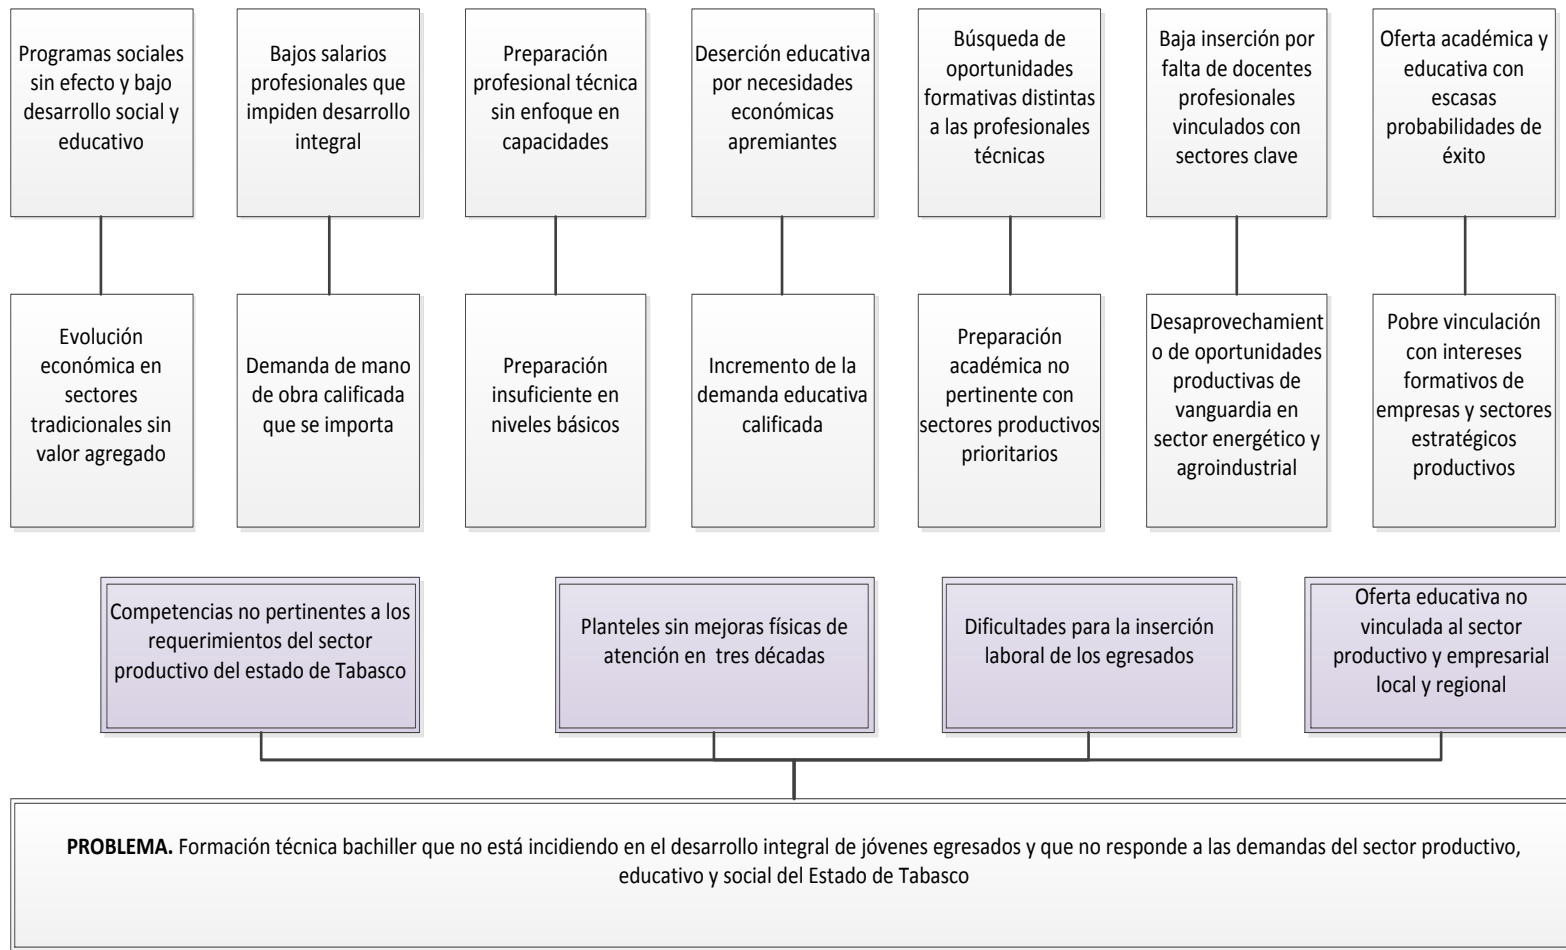 Programas sociales
sin efecto y bajo
desarrollo social y
educativo
Bajos salarios
profesionales que
impiden desarrollo
integral
Preparación
profesional técnica
sin enfoque en
capacidades
Deserción educativa
por necesidades
económicas
apremiantes
Búsqueda de
oportunidades
formativas distintas
a las profesionales
técnicas
Baja inserción por
falta de docentes
profesionales
vinculados con
sectores clave
Oferta académica y
educativa con
escasas
probabilidades de
éxito
Evolución
económica en
sectores
tradicionales sin
valor agregado
Demanda de mano
de obra calificada
que se importa
Preparación
insuficiente en
niveles básicos
Incremento de la
demanda educativa
calificada
Preparación
académica no
pertinente con
sectores productivos
prioritarios
Desaprovechamient
o de oportunidades
productivas de
vanguardia en
sector energético y
agroindustrial
Pobre vinculación
con intereses
formativos de
empresas y sectores
estratégicos
productivos
Competencias no pertinentes a los
requerimientos del sector
productivo del estado de Tabasco
Planteles sin mejoras físicas de
atención en tres décadas
Dificultades para la inserción
laboral de los egresados
Oferta educativa no
vinculada al sector
productivo y empresarial
local y regional
PROBLEMA. Formación técnica bachiller que no está incidiendo en el desarrollo integral de jóvenes egresados y que no responde a las demandas del sector productivo,
educativo y social del Estado de Tabasco